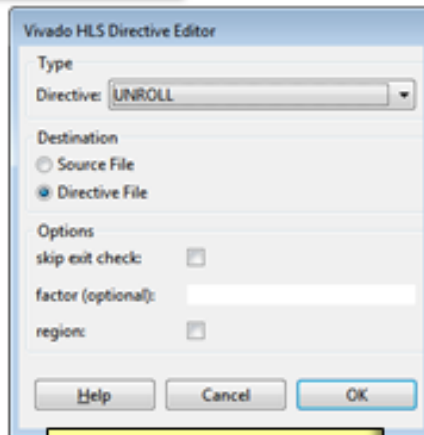 Vivado HLS Directive Editor
Type
Directive: UNROLL
Destination
Source File
Directive File
Options
skip exit check:
factor (optional):
region:
Help Cancel OK